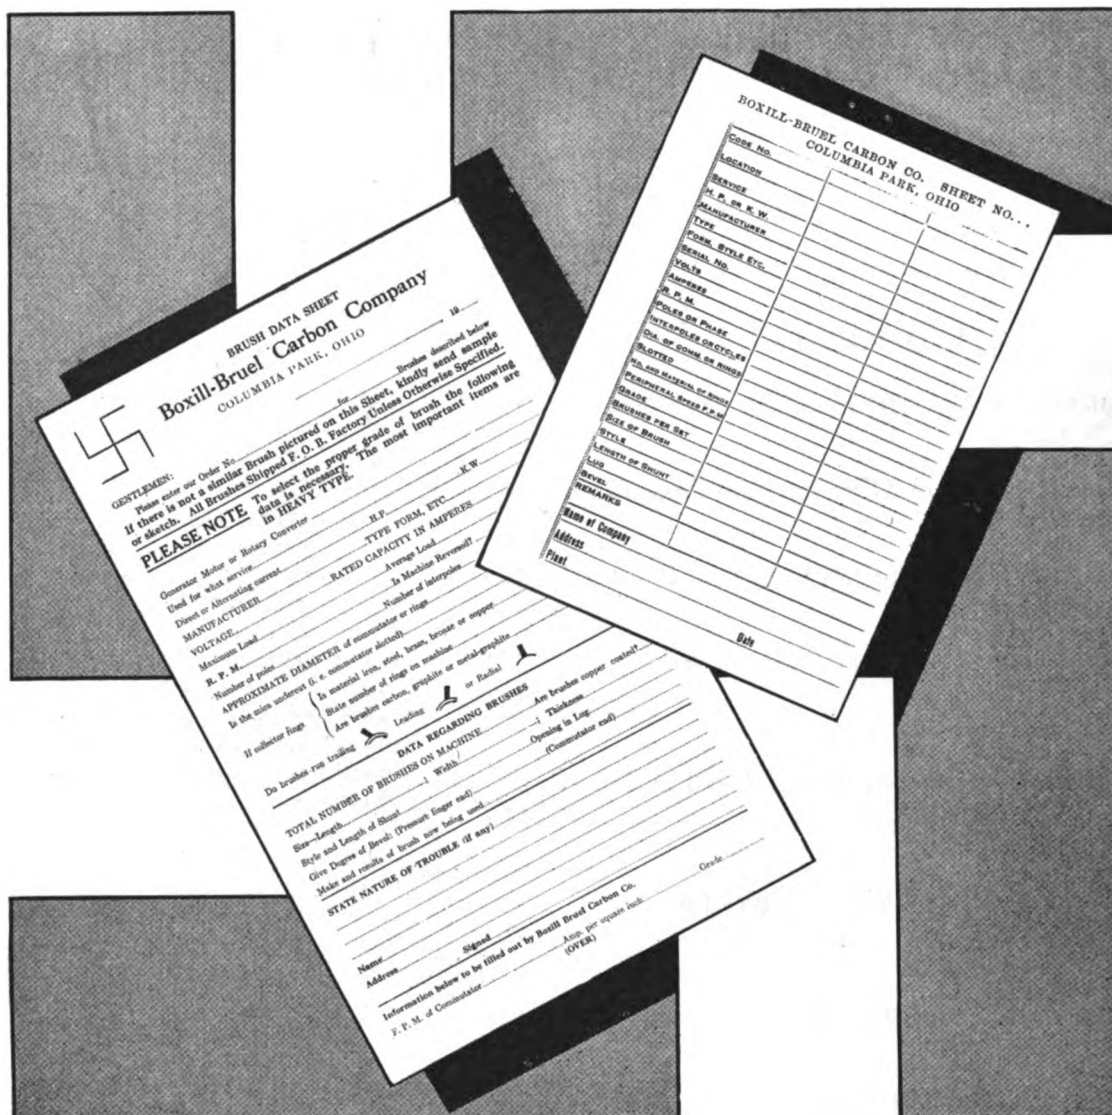 BRUSH DATA SHEET
Boxill-Bruel Carbon Company
COLUMBIA PARK, OHIO
19
GENTLEMEN:
Please enter our Order No. for Brushes described below
If there is not a similar Brush pictured on this Sheet, kindly send sample
or sketch. All Brushes Shipped F. O. B. Factory Unless Otherwise Specified.
PLEASE NOTE To select the proper grade of brush the following
data is necessary. The most important items are
in HEAVY TYPE.
Generator Motor or Rotary Converter
Used for what service H.P. K.W.
Direct or Alternating current
MANUFACTURER TYPE FORM, ETC.
VOLTAGE RATED CAPACITY IN AMPERES
Maximum Load Average Load
R. P. M. Is Machine Reversed?
Number of poles Number of interpoles
APPROXIMATE DIAMETER of commutator or rings
Is the mica undercut (i. e. commutator slotted)
If collector rings { Is material iron, steel, brass, bronze or copper
State number of rings on machine
Are brushes carbon, graphite or metal-graphite
Do brushes run trailing Leading or Radial
DATA REGARDING BRUSHES
TOTAL NUMBER OF BRUSHES ON MACHINE Are brushes copper coated?
Size—Length ; Width ; Thickness
Style and Length of Shunt Opening in Lug
Give Degree of Bevel: (Pressure finger end) (Commutator end)
Make and results of brush now being used
STATE NATURE OF TROUBLE (if any)
Name
Address Signed
Information below to be filled out by Boxill Bruel Carbon Co.
F. P. M. of Commutator Amp. per square inch Grade
(OVER)
BOXILL-BRUEL CARBON CO. SHEET NO...
COLUMBIA PARK, OHIO
CODE NO.
LOCATION
SERVICE
H. P. OR K. W.
MANUFACTURER
TYPE
FORM, STYLE ETC.
SERIAL NO.
VOLTS
AMPERES
R. P. M.
POLES OR PHASE
INTERPOLES OR CYCLES
DIA. OF COMM. OR RINGS
SLOTTED
NO. AND MATERIAL OF RINGS
PERIPHERAL SPEED F.P.M.
GRADE
BRUSHES PER SET
SIZE OF BRUSH
STYLE
LENGTH OF SHUNT
LUG
BEVEL
REMARKS
Name of Company
Address
Plant
Date